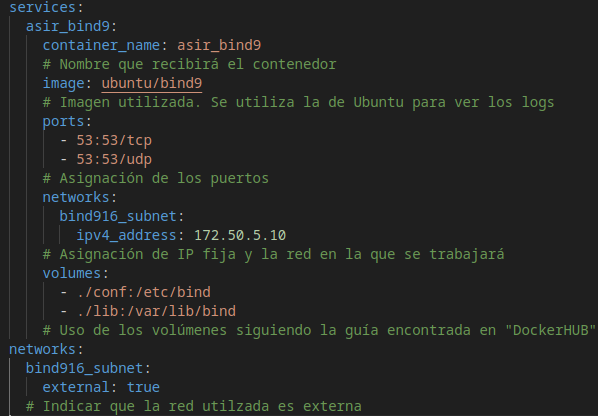 services:
  asir_bind9:
    container_name: asir_bind9
    # Nombre que recibirá el contenedor
    image: ubuntu/bind9
    # Imagen utilizada. Se utiliza la de Ubuntu para ver los logs
    ports:
      - 53:53/tcp
      - 53:53/udp
    # Asignación de los puertos
    networks:
      bind916_subnet:
        ipv4_address: 172.50.5.10
    # Asignación de IP fija y la red en la que se trabajará
    volumes:
      - ./conf:/etc/bind
      - ./lib:/var/lib/bind
    # Uso de los volúmenes siguiendo la guía encontrada en "DockerHUB"
networks:
  bind916_subnet:
    external: true
  # Indicar que la red utilzada es externa